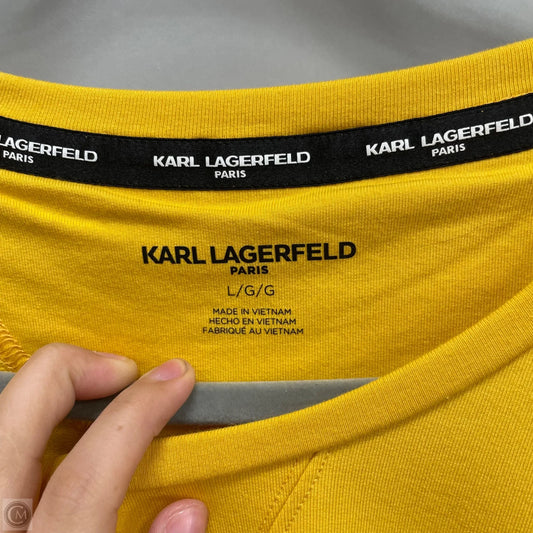 KARL LAGERFELD
PARIS
KARL LAGERFELD
PARIS
KARL LAGERFELD
PARIS
KARL LAGERFELD
PARIS
L/G/G
MADE IN VIETNAM
HECHO EN VIETNAM
FABRIQUÉ AU VIETNAM